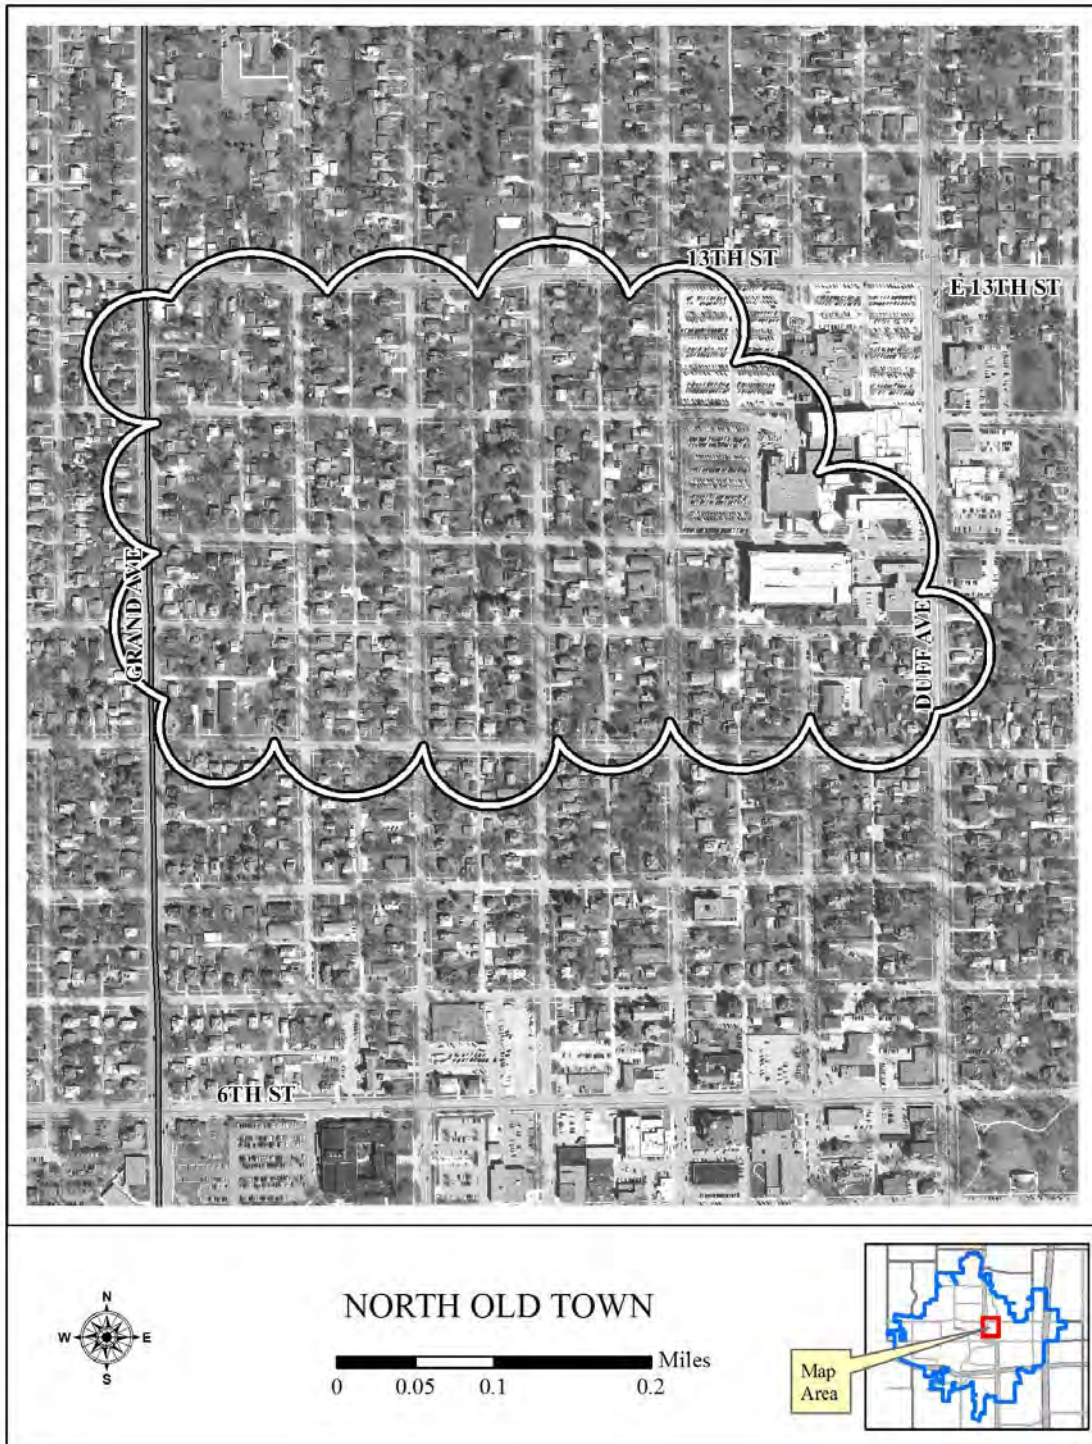 13TH ST
E 13TH ST
GRAND AVE
DUFF AVE
6TH ST
N
W E
S
NORTH OLD TOWN
Miles
0 0.05 0.1 0.2
Map
Area